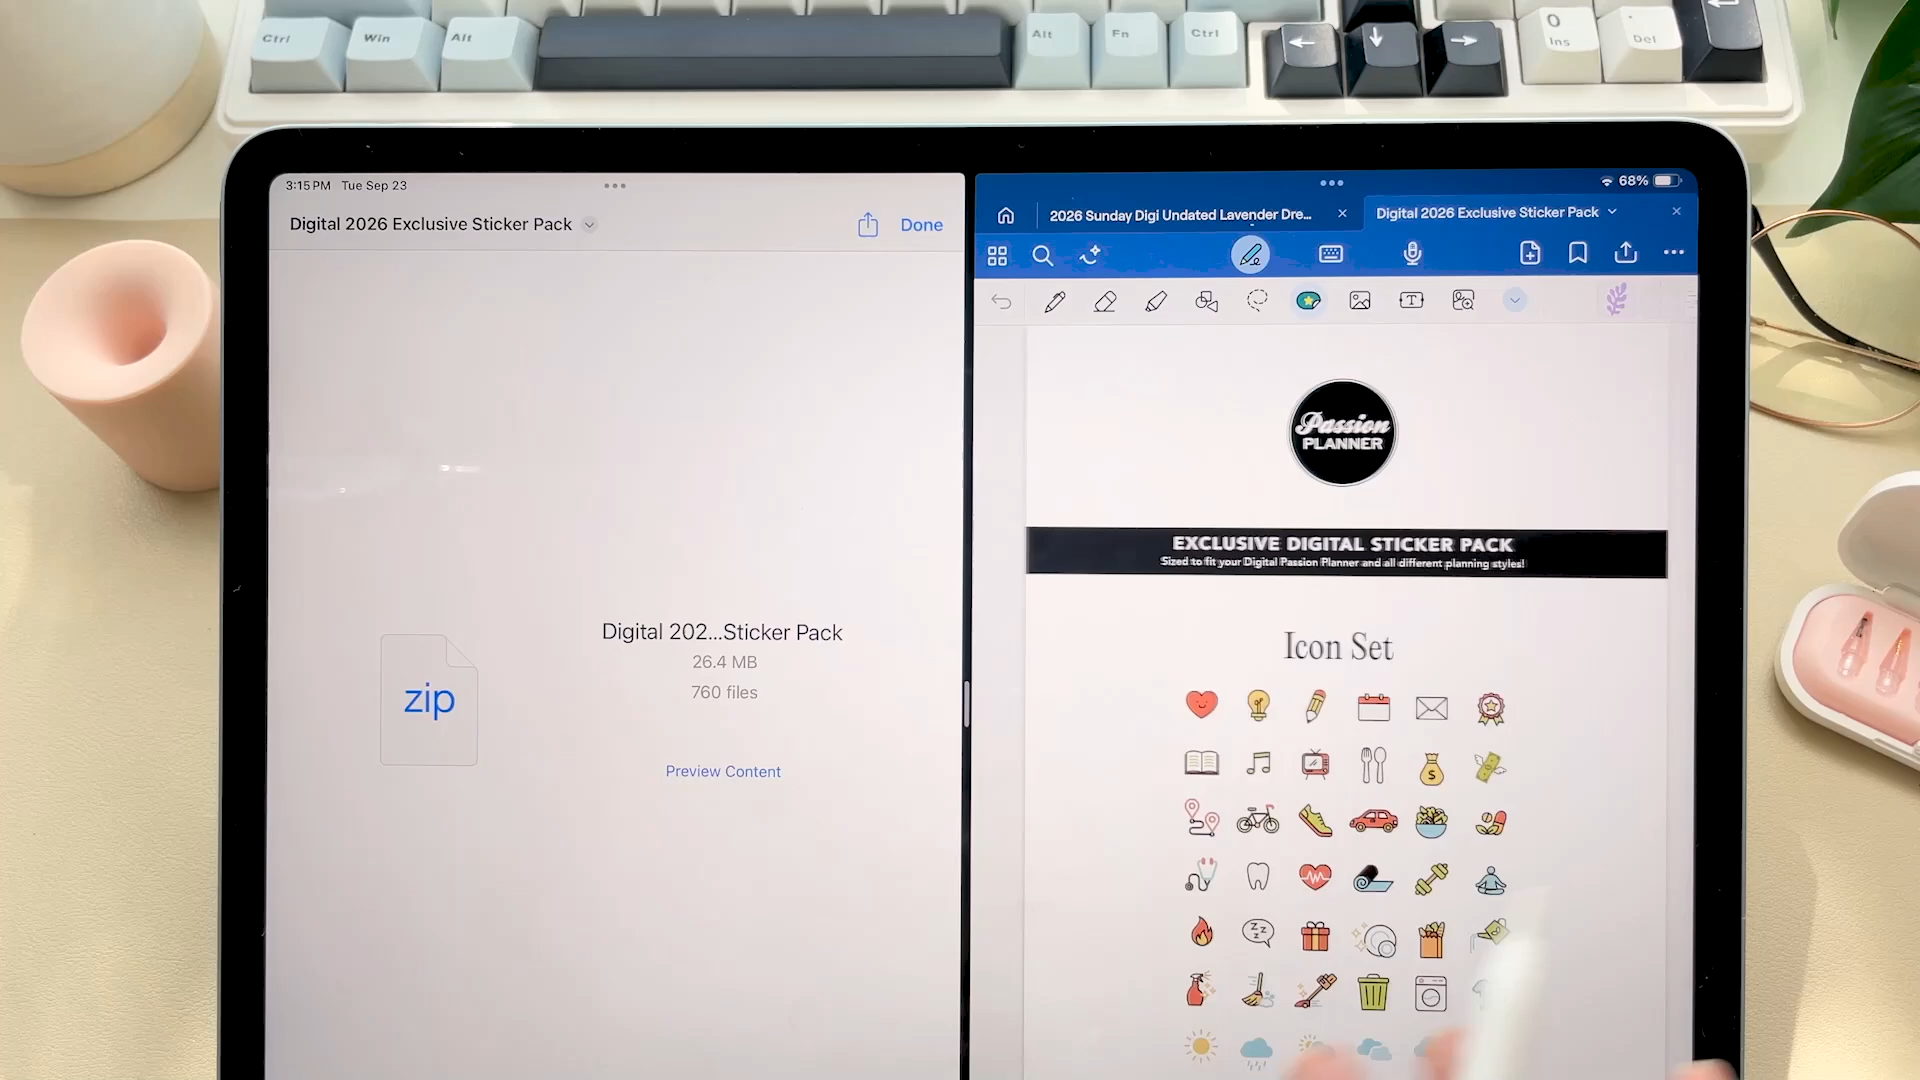 Ctrl
Win
Alt
Alt
Fn
Ctrl
0
Ins
.
Del
3:15 PM Tue Sep 23
Digital 2026 Exclusive Sticker Pack
Done
zip
Digital 202...Sticker Pack
26.4 MB
760 files
Preview Content
68%
2026 Sunday Digi Undated Lavender Dre...
Digital 2026 Exclusive Sticker Pack
T
Passion
PLANNER
EXCLUSIVE DIGITAL STICKER PACK
Sized to fit your Digital Passion Planner and all different planning styles!
Icon Set
$
z z
z